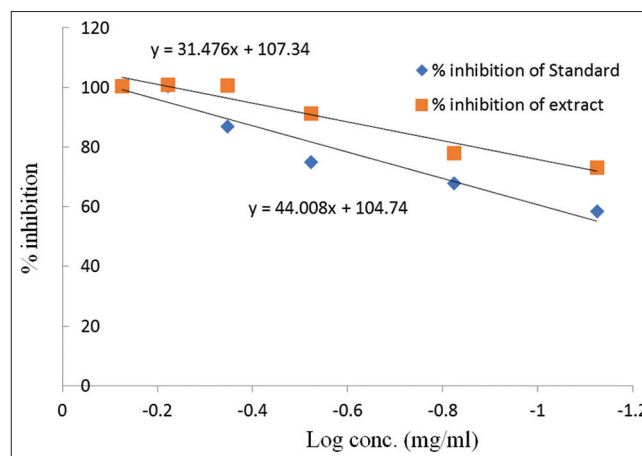 120
100
80
60
40
20
0
% inhibition
y = 31.476x + 107.34
y = 44.008x + 104.74
% inhibition of Standard
% inhibition of extract
0 -0.2 -0.4 -0.6 -0.8 -1 -1.2
Log conc. (mg/ml)